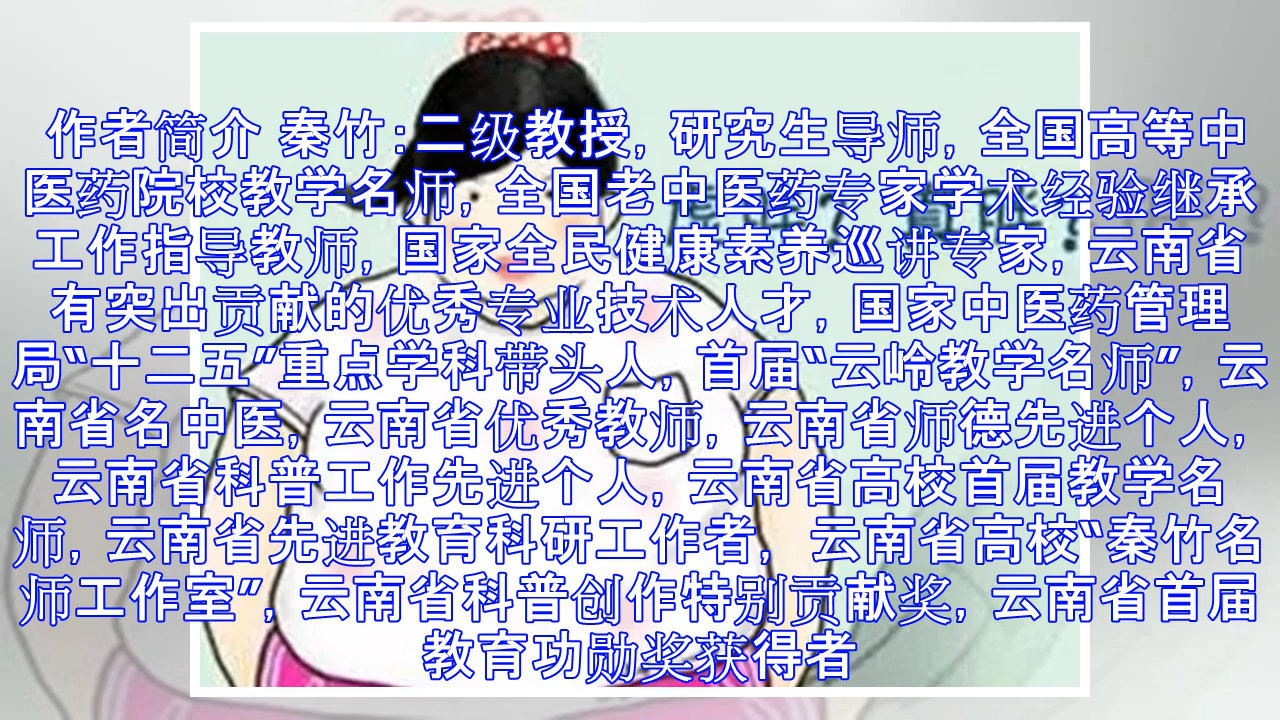 作者简介 秦竹:二级教授, 研究生导师, 全国高等中
医药院校教学名师, 全国老中医药专家学术经验继承
工作指导教师, 国家全民健康素养巡讲专家, 云南省
有突出贡献的优秀专业技术人才, 国家中医药管理
局“十二五”重点学科带头人, 首届“云岭教学名师”, 云
南省名中医, 云南省优秀教师, 云南省师德先进个人,
云南省科普工作先进个人, 云南省高校首届教学名
师, 云南省先进教育科研工作者, 云南省高校“秦竹名
师工作室”, 云南省科普创作特别贡献奖, 云南省首届
教育功勋奖获得者